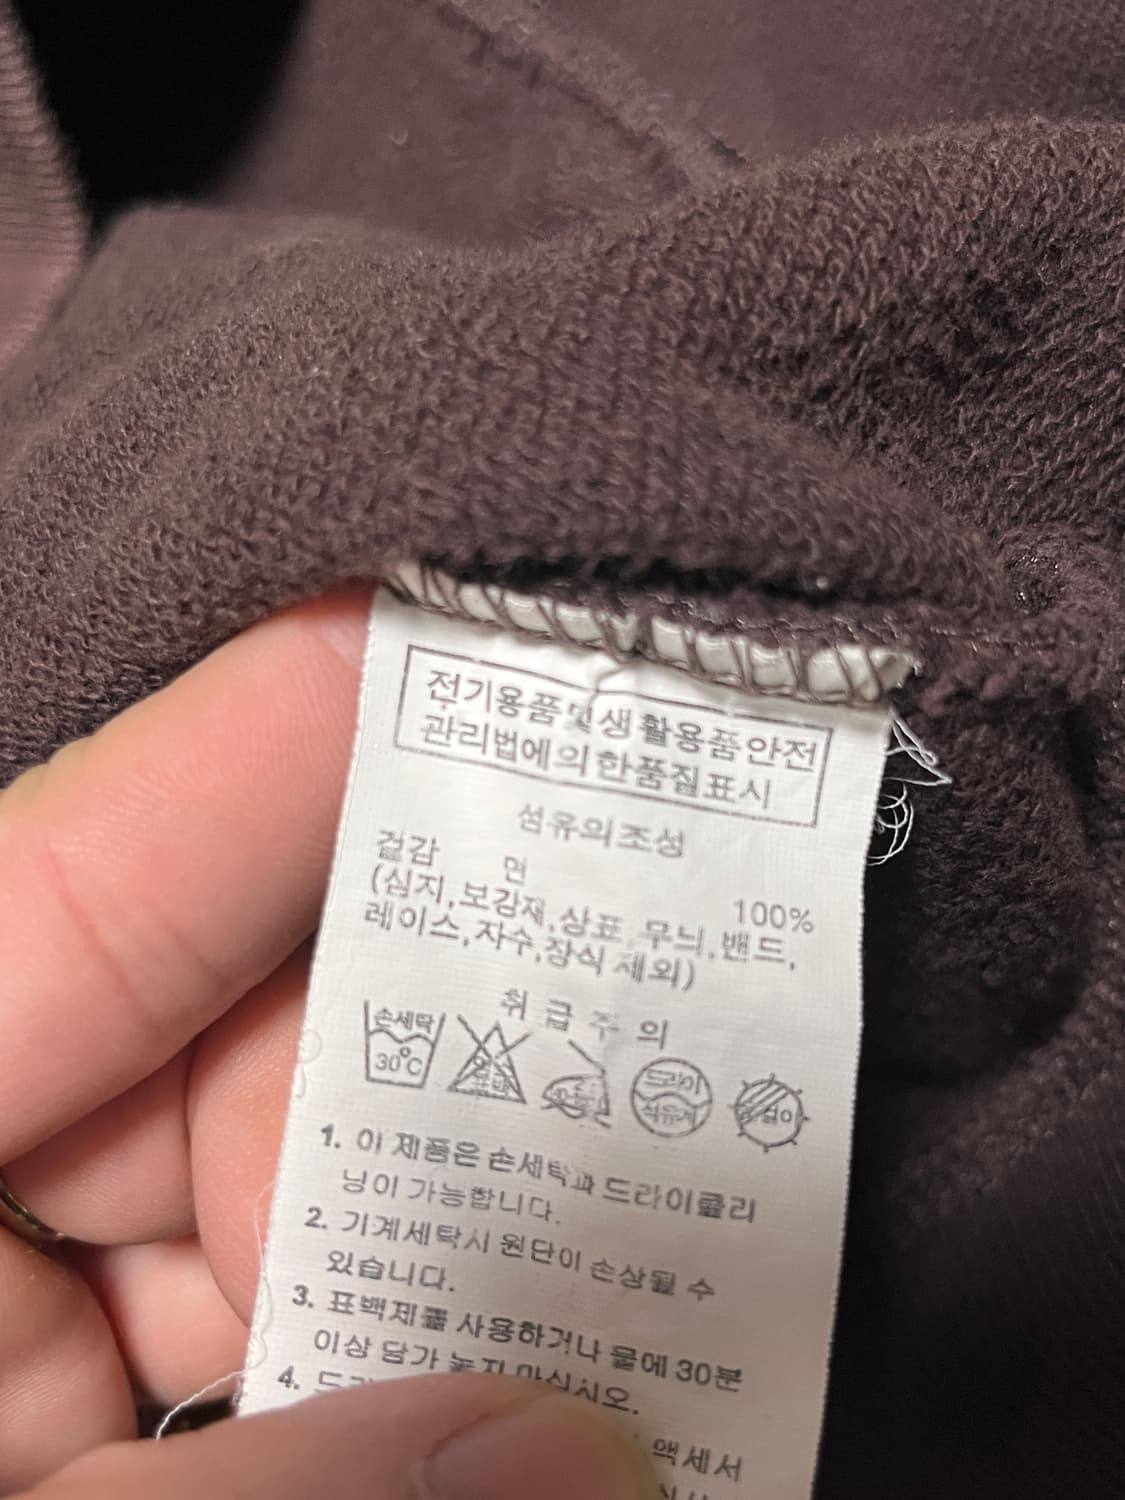 전기용품 및 생활용품안전
관리법에의한품질표시
섬유의조성
겉감 면 100%
(심지,보강재,상표,무늬,밴드,
레이스,자수,장식 제외)
취급주의
손세탁
30°C
드라이
석유계
1. 이 제품은 손세탁과 드라이클리
닝이 가능합니다.
2. 기계세탁시 원단이 손상될 수
있습니다.
3. 표백제를 사용하거나 물에 30분
이상 담가 놓지 마십시오.
4.
액세서